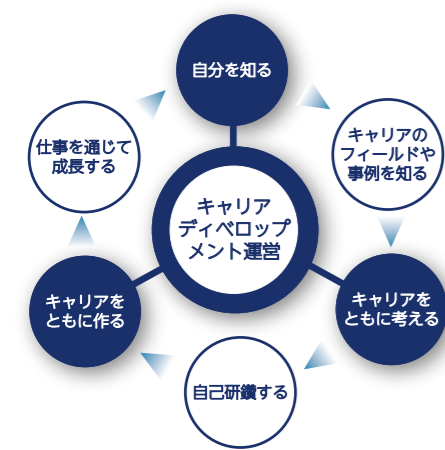 自分を知る
キャリアの
フィールドや
事例を知る
キャリアを
ともに考える
自己研鑽する
キャリアを
ともに作る
仕事を通じて
成長する
キャリア
ディベロップ
メント運営